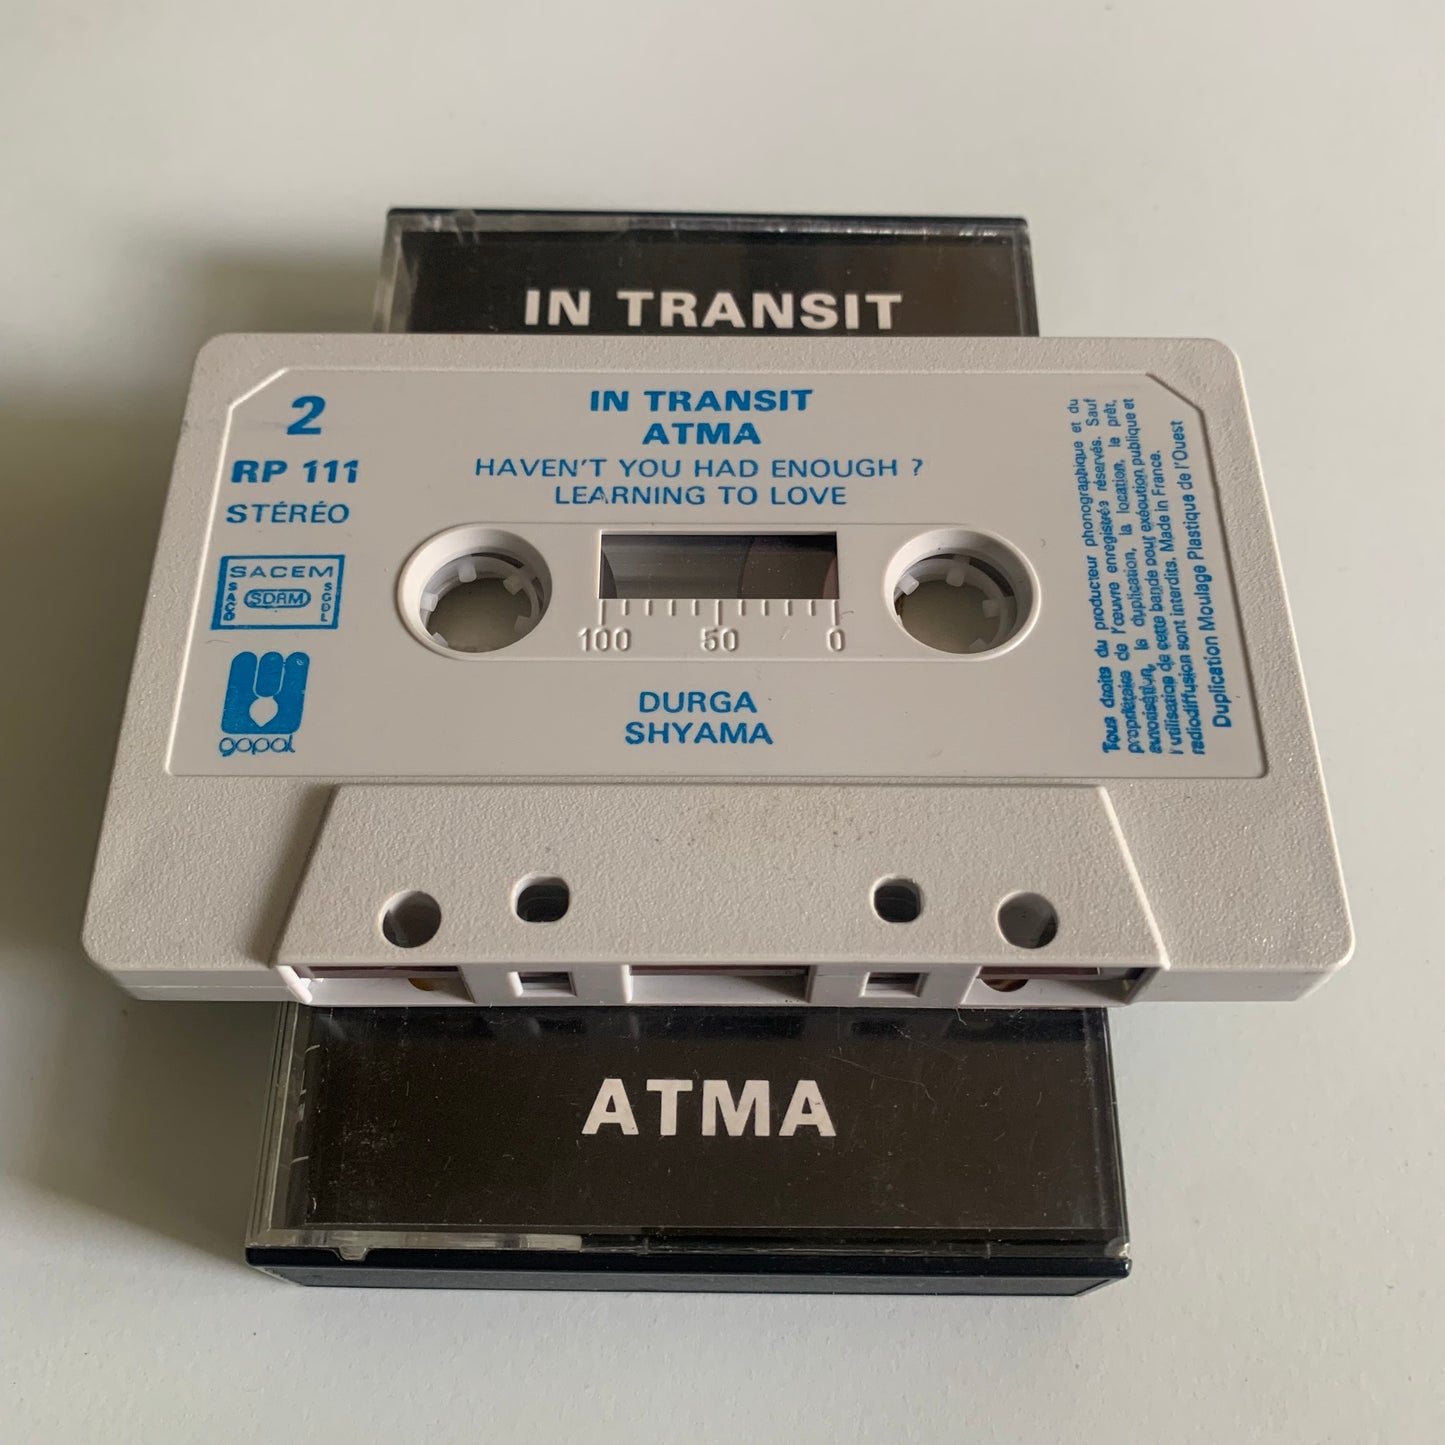 IN TRANSIT
2
RP 111
STÉRÉO
SACEM
SACD
SDRM
SGDL
gopal
IN TRANSIT
ATMA
HAVEN'T YOU HAD ENOUGH ?
LEARNING TO LOVE
100 50 0
DURGA
SHYAMA
Tous droits du producteur phonographique et du
propriétaire de l'œuvre enregistrée réservés. Sauf
autorisation, la duplication, la location, le prêt,
l'utilisation de cette bande pour exécution publique et
radiodiffusion sont interdits. Made in France.
Duplication Moulage Plastique de l'Ouest
ATMA